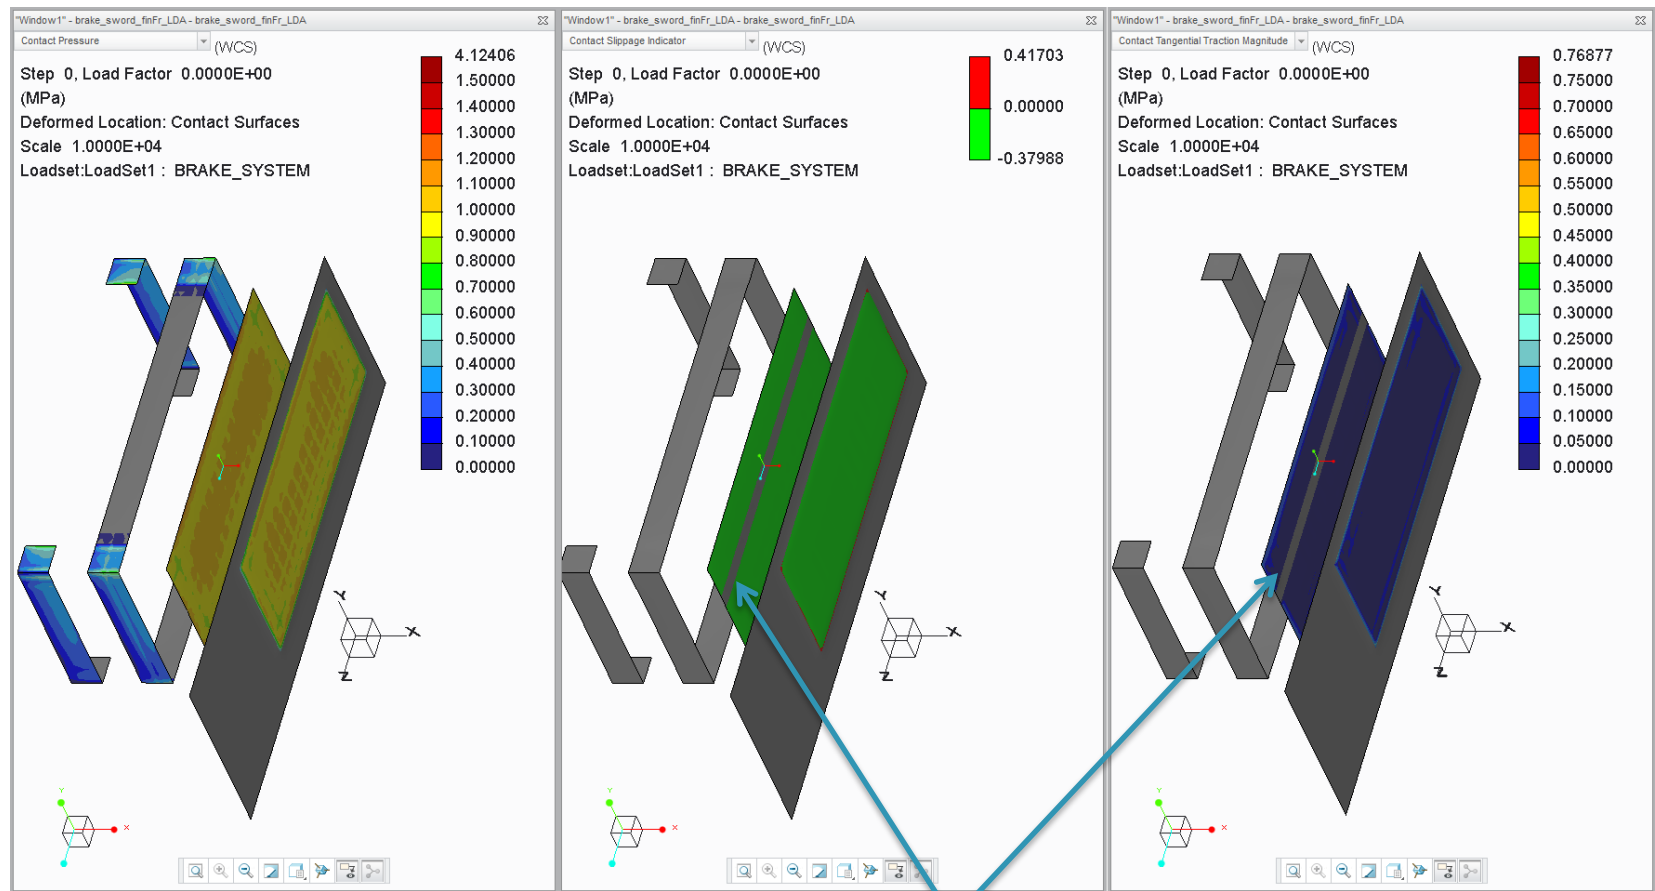 "Window1" - brake_sword_finFr_LDA - brake_sword_finFr_LDA
Contact Pressure
(WCS)
Step 0, Load Factor 0.0000E+00
(MPa)
Deformed Location: Contact Surfaces
Scale 1.0000E+04
Loadset:LoadSet1 : BRAKE_SYSTEM
4.12406
1.50000
1.40000
1.30000
1.20000
1.10000
1.00000
0.90000
0.80000
0.70000
0.60000
0.50000
0.40000
0.30000
0.20000
0.10000
0.00000
Y
X
Z
Y
X
"Window1" - brake_sword_finFr_LDA - brake_sword_finFr_LDA
Contact Slippage Indicator
(WCS)
Step 0, Load Factor 0.0000E+00
(MPa)
Deformed Location: Contact Surfaces
Scale 1.0000E+04
Loadset:LoadSet1 : BRAKE_SYSTEM
0.41703
0.00000
-0.37988
Y
X
Z
Y
X
"Window1" - brake_sword_finFr_LDA - brake_sword_finFr_LDA
Contact Tangential Traction Magnitude
(WCS)
Step 0, Load Factor 0.0000E+00
(MPa)
Deformed Location: Contact Surfaces
Scale 1.0000E+04
Loadset:LoadSet1 : BRAKE_SYSTEM
0.76877
0.75000
0.70000
0.65000
0.60000
0.55000
0.50000
0.45000
0.40000
0.35000
0.30000
0.25000
0.20000
0.15000
0.10000
0.05000
0.00000
Y
X
Z
Y
X